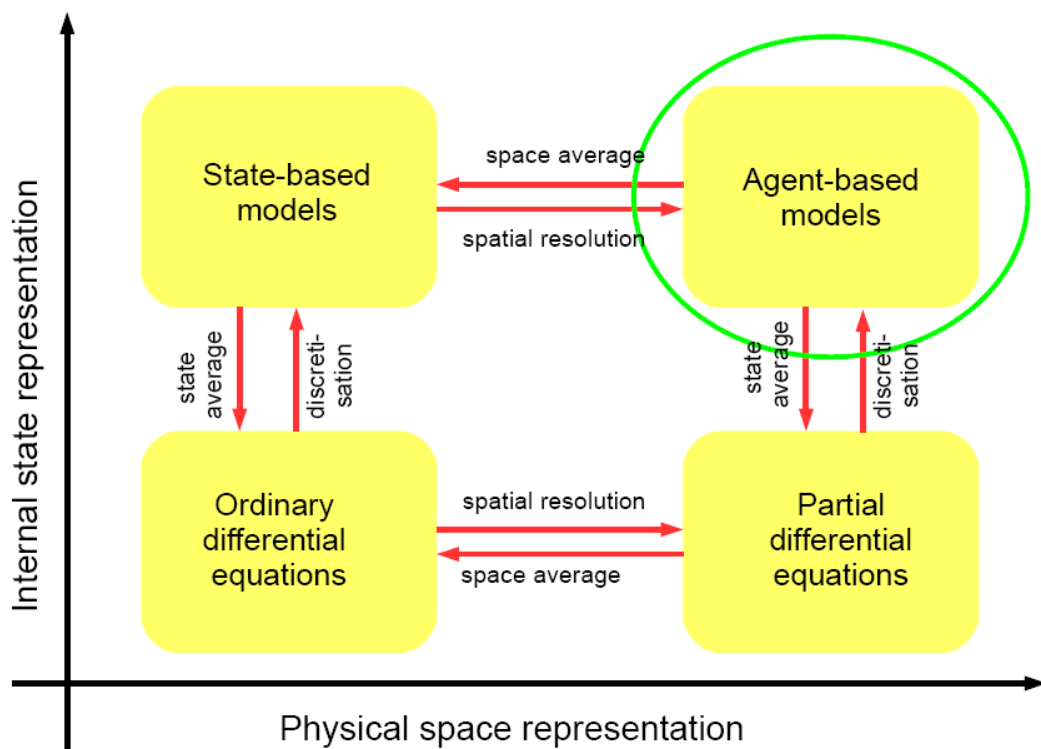 Internal state representation
State-based
models
space average
spatial resolution
Agent-based
models
state
average
discreti-
sation
state
average
discreti-
sation
Ordinary
differential
equations
spatial resolution
space average
Partial
differential
equations
Physical space representation